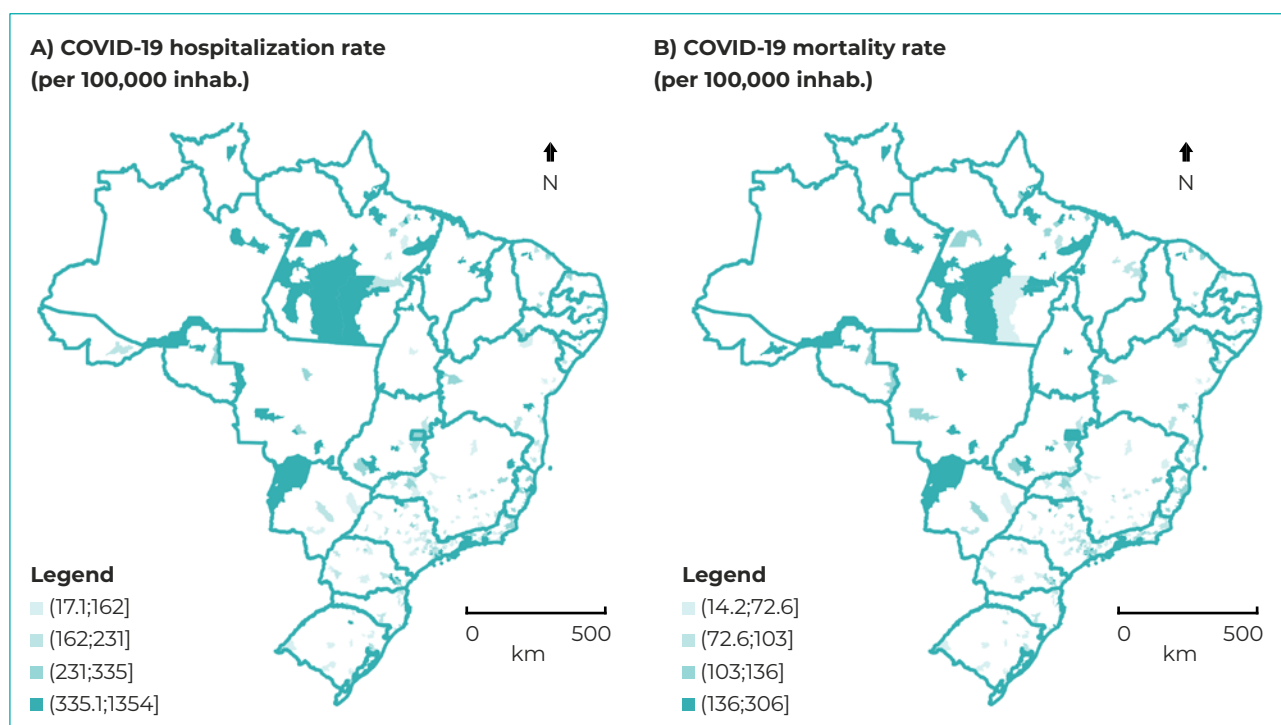 A) COVID-19 hospitalization rate
(per 100,000 inhab.)
N
Legend
(17.1;162]
(162;231]
(231;335]
(335.1;1354]
0 500
km
B) COVID-19 mortality rate
(per 100,000 inhab.)
N
Legend
(14.2;72.6]
(72.6;103]
(103;136]
(136;306]
0 500
km